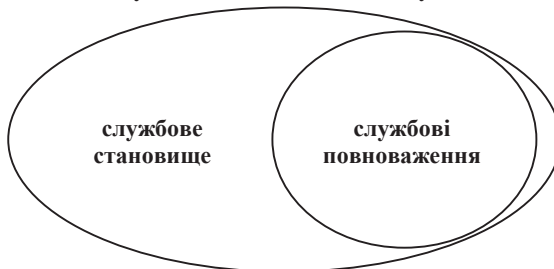 службове
становище
службові
повноваження